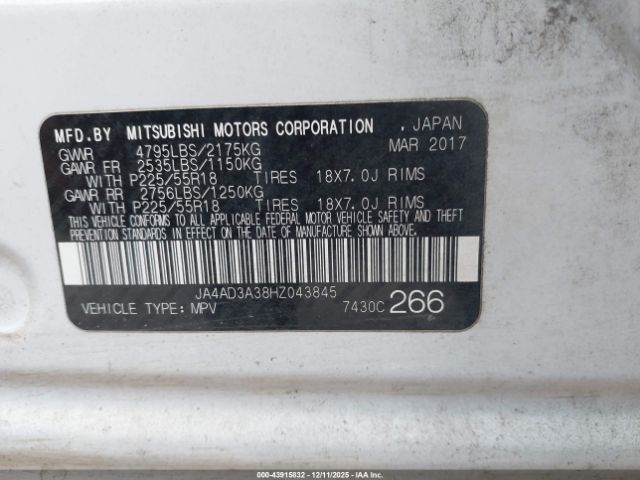 MFD.BY MITSUBISHI MOTORS CORPORATION , JAPAN
GVWR 4795LBS/2175KG MAR 2017
GAWR FR 2535LBS/1150KG
WITH P225/55R18 TIRES 18X7.0J RIMS
GAWR RR 2756LBS/1250KG
WITH P225/55R18 TIRES 18X7.0J RIMS
THIS VEHICLE CONFORMS TO ALL APPLICABLE FEDERAL MOTOR VEHICLE SAFETY AND THEFT
PREVENTION STANDARDS IN EFFECT ON THE DATE OF MANUFACTURE SHOWN ABOVE.
JA4AD3A38HZ043845
VEHICLE TYPE: MPV 7430C 266
000-43915832 - 12/11/2025 - IAAI.COM